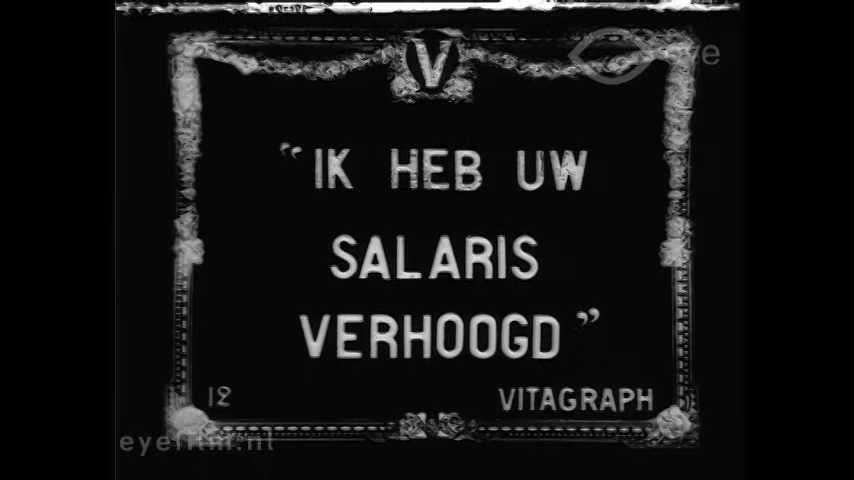 V
eye
"IK HEB UW
SALARIS
VERHOOGD"
12
VITAGRAPH
eyefilm.nl